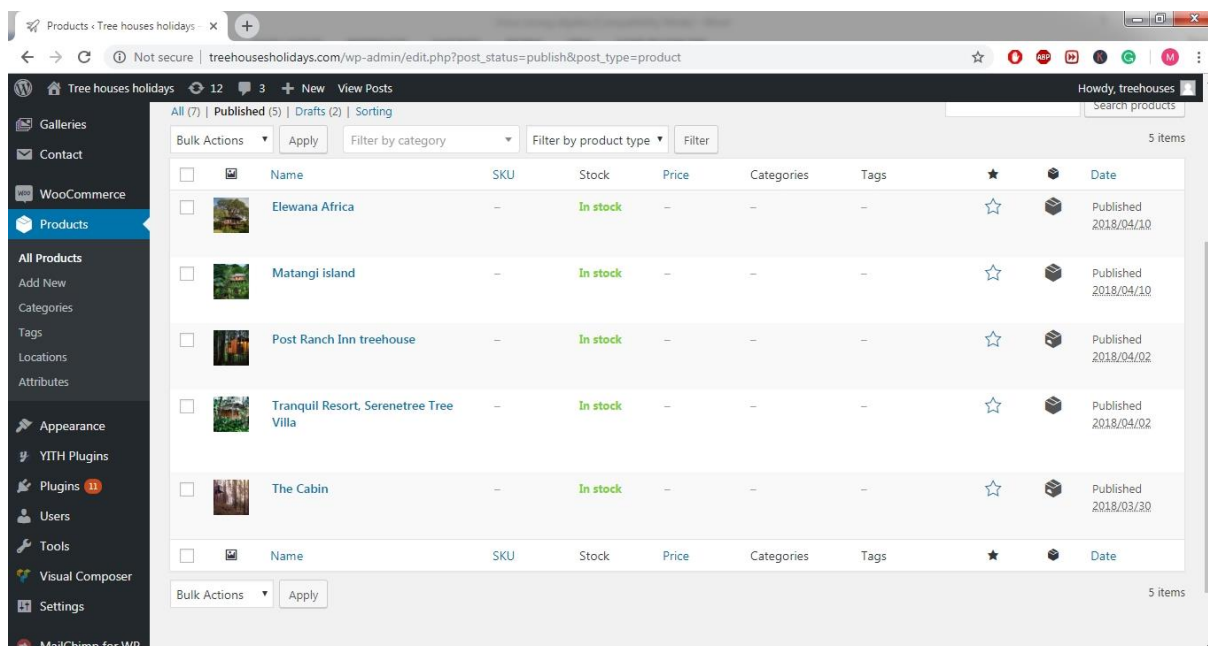 Products ‹ Tree houses holidays -
Not secure | treehousesholidays.com/wp-admin/edit.php?post_status=publish&post_type=product
ABP
M
Tree houses holidays 12 3 + New View Posts Howdy, treehouses
Galleries
Contact
WOO WooCommerce
Products
All Products
Add New
Categories
Tags
Locations
Attributes
Appearance
YITH Plugins
Plugins 11
Users
Tools
Visual Composer
Settings
MailChimp for WP
All (7) | Published (5) | Drafts (2) | Sorting
Search products
Bulk Actions Apply Filter by category Filter by product type Filter 5 items
Name SKU Stock Price Categories Tags Date
Elewana Africa – In stock – – – Published
2018/04/10
Matangi island – In stock – – – Published
2018/04/10
Post Ranch Inn treehouse – In stock – – – Published
2018/04/02
Tranquil Resort, Serenetree Tree – In stock – – – Published
Villa 2018/04/02
The Cabin – In stock – – – Published
2018/03/30
Name SKU Stock Price Categories Tags Date
Bulk Actions Apply 5 items